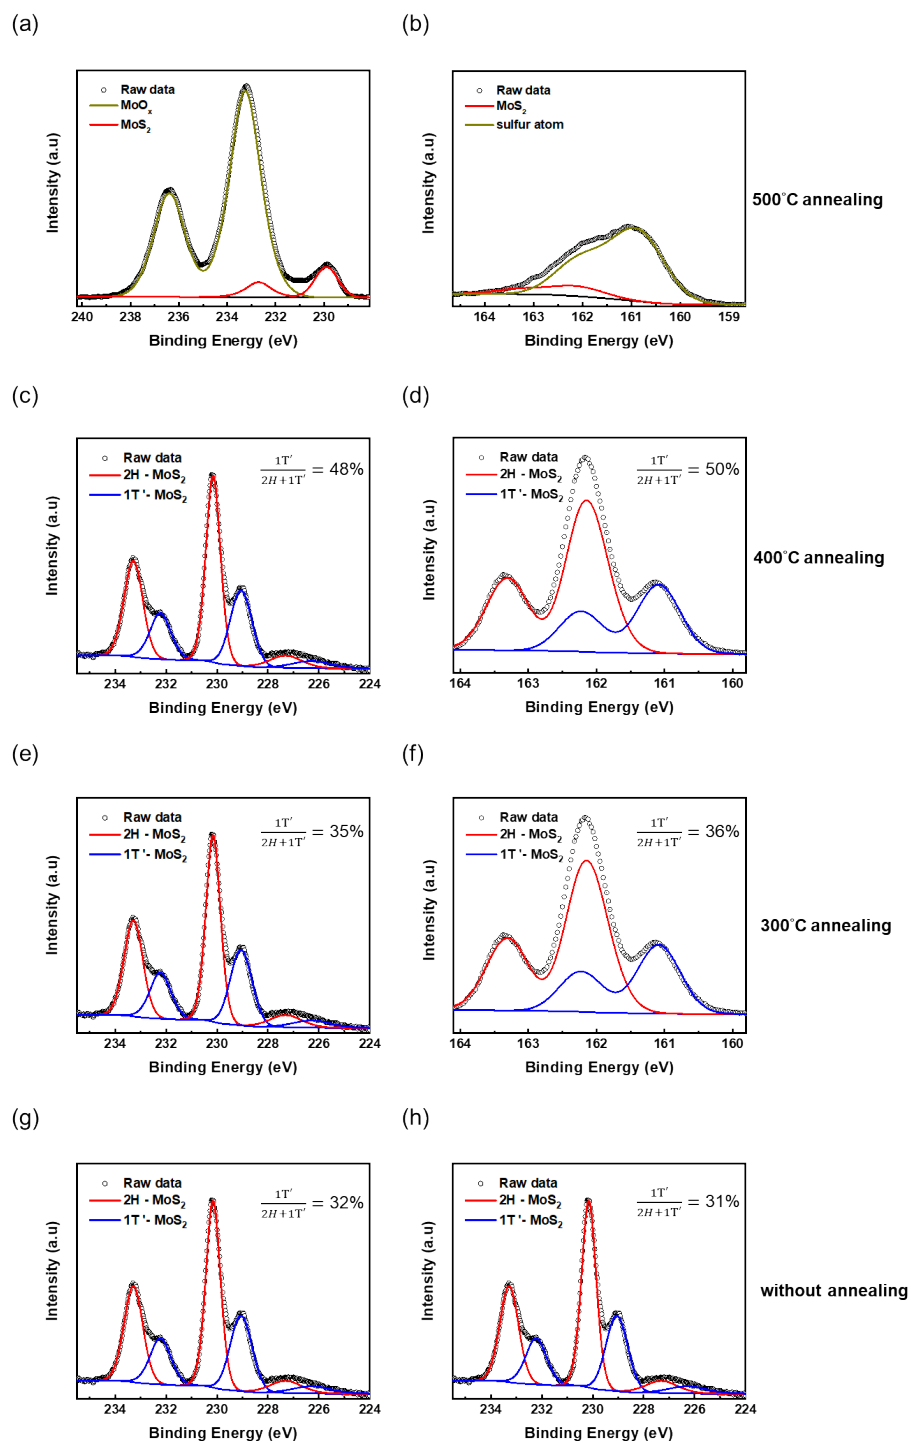 (a)
(b)
Raw data
MoOₓ
MoS₂
Intensity (a.u)
240 238 236 234 232 230
Binding Energy (eV)
Raw data
MoS₂
sulfur atom
Intensity (a.u)
164 163 162 161 160 159
Binding Energy (eV)
500°C annealing
(c)
(d)
Raw data
2H - MoS₂
1T '- MoS₂
1T′/2H+1T′ = 48%
Intensity (a.u)
234 232 230 228 226 224
Binding Energy (eV)
Raw data
2H - MoS₂
1T '- MoS₂
1T′/2H+1T′ = 50%
Intensity (a.u)
164 163 162 161 160
Binding Energy (eV)
400°C annealing
(e)
(f)
Raw data
2H - MoS₂
1T '- MoS₂
1T′/2H+1T′ = 35%
Intensity (a.u)
234 232 230 228 226 224
Binding Energy (eV)
Raw data
2H - MoS₂
1T '- MoS₂
1T′/2H+1T′ = 36%
Intensity (a.u)
164 163 162 161 160
Binding Energy (eV)
300°C annealing
(g)
(h)
Raw data
2H - MoS₂
1T '- MoS₂
1T′/2H+1T′ = 32%
Intensity (a.u)
234 232 230 228 226 224
Binding Energy (eV)
Raw data
2H - MoS₂
1T '- MoS₂
1T′/2H+1T′ = 31%
Intensity (a.u)
234 232 230 228 226 224
Binding Energy (eV)
without annealing